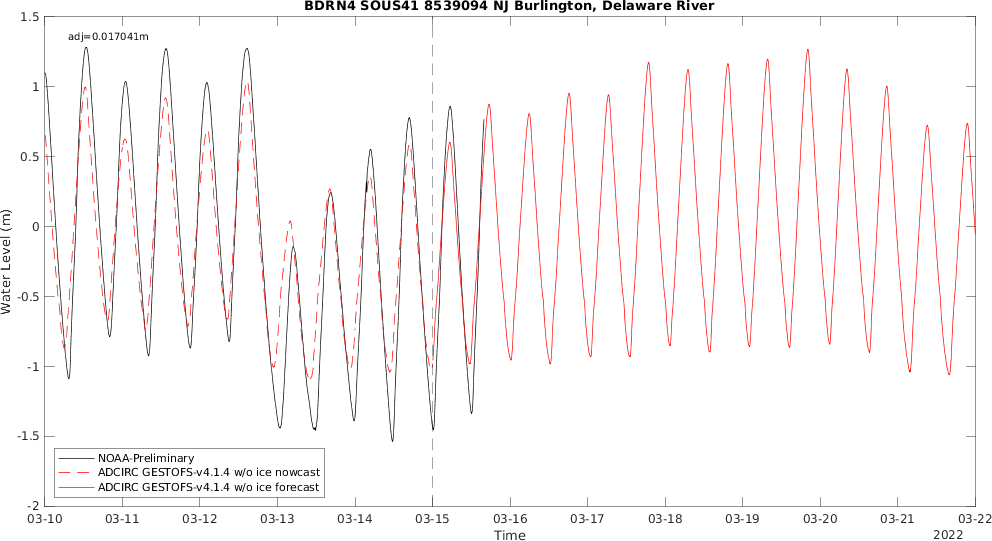 BDRN4 SOUS41 8539094 NJ Burlington, Delaware River
adj=0.017041m
1.5
1
0.5
0
-0.5
-1
-1.5
-2
Water Level (m)
NOAA-Preliminary
ADCIRC GESTOFS-v4.1.4 w/o ice nowcast
ADCIRC GESTOFS-v4.1.4 w/o ice forecast
03-10 03-11 03-12 03-13 03-14 03-15 03-16 03-17 03-18 03-19 03-20 03-21 03-22
Time
2022